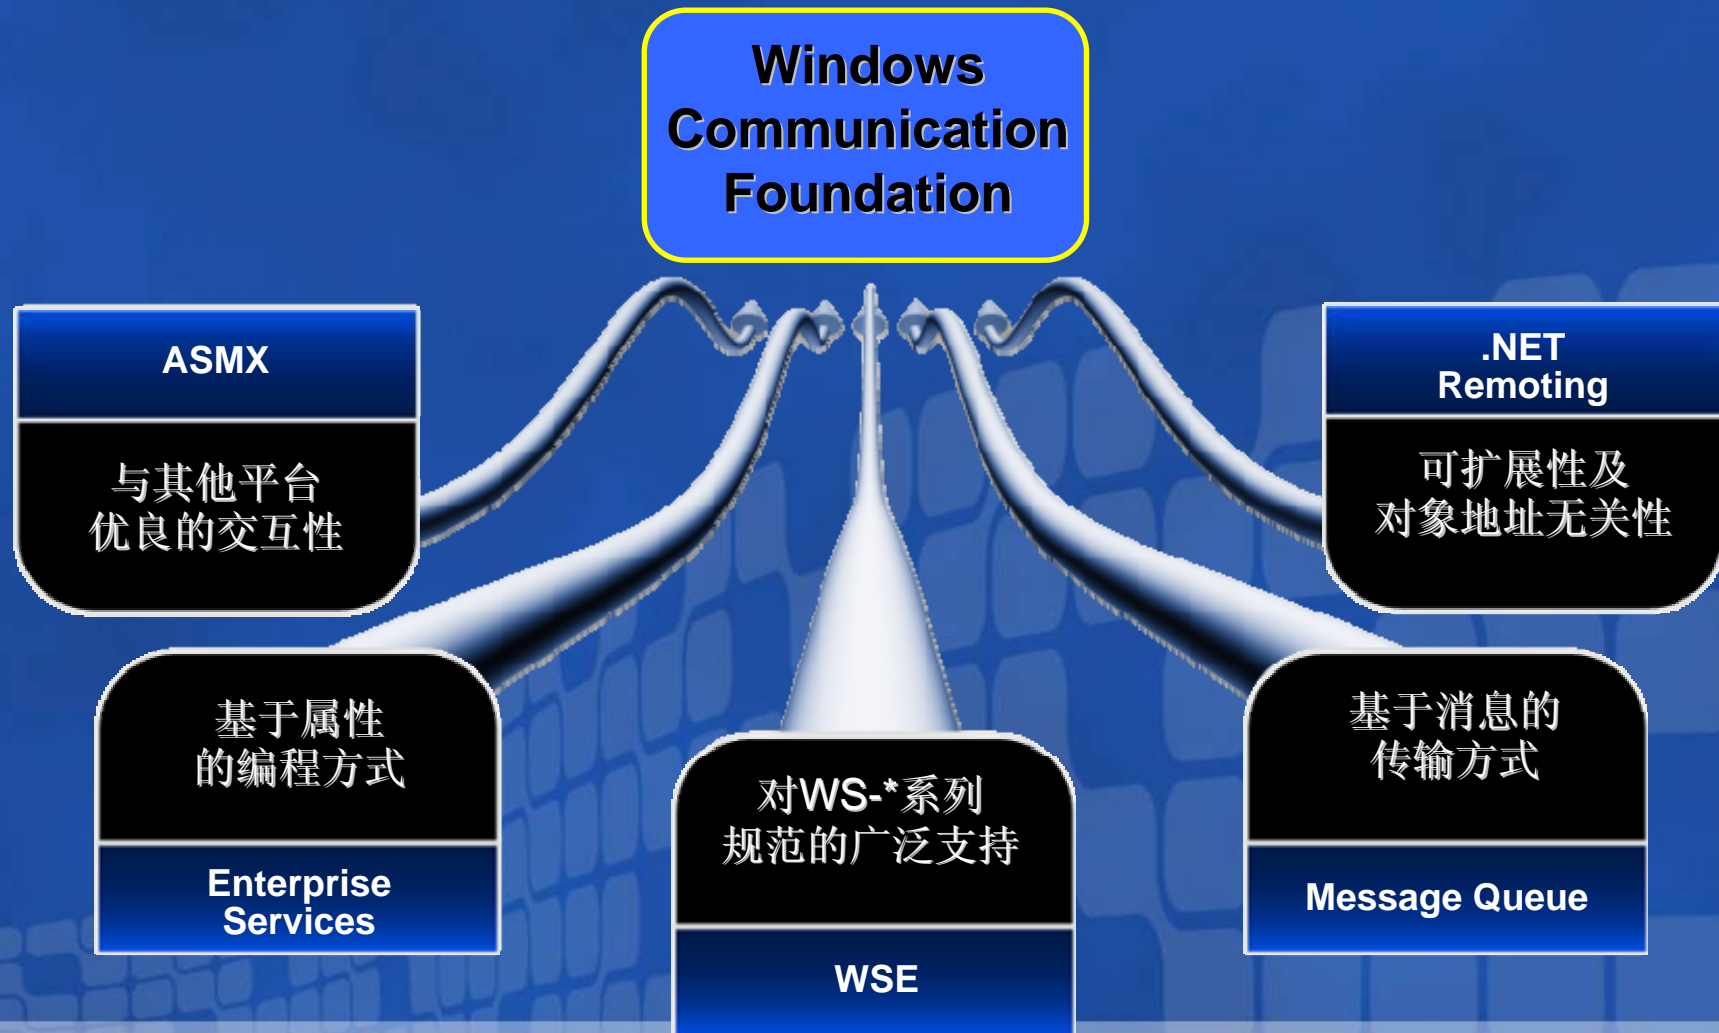 Windows
Communication
Foundation
ASMX
与其他平台
优良的交互性
.NET
Remoting
可扩展性及
对象地址无关性
基于属性
的编程方式
Enterprise
Services
对WS-*系列
规范的广泛支持
WSE
基于消息的
传输方式
Message Queue